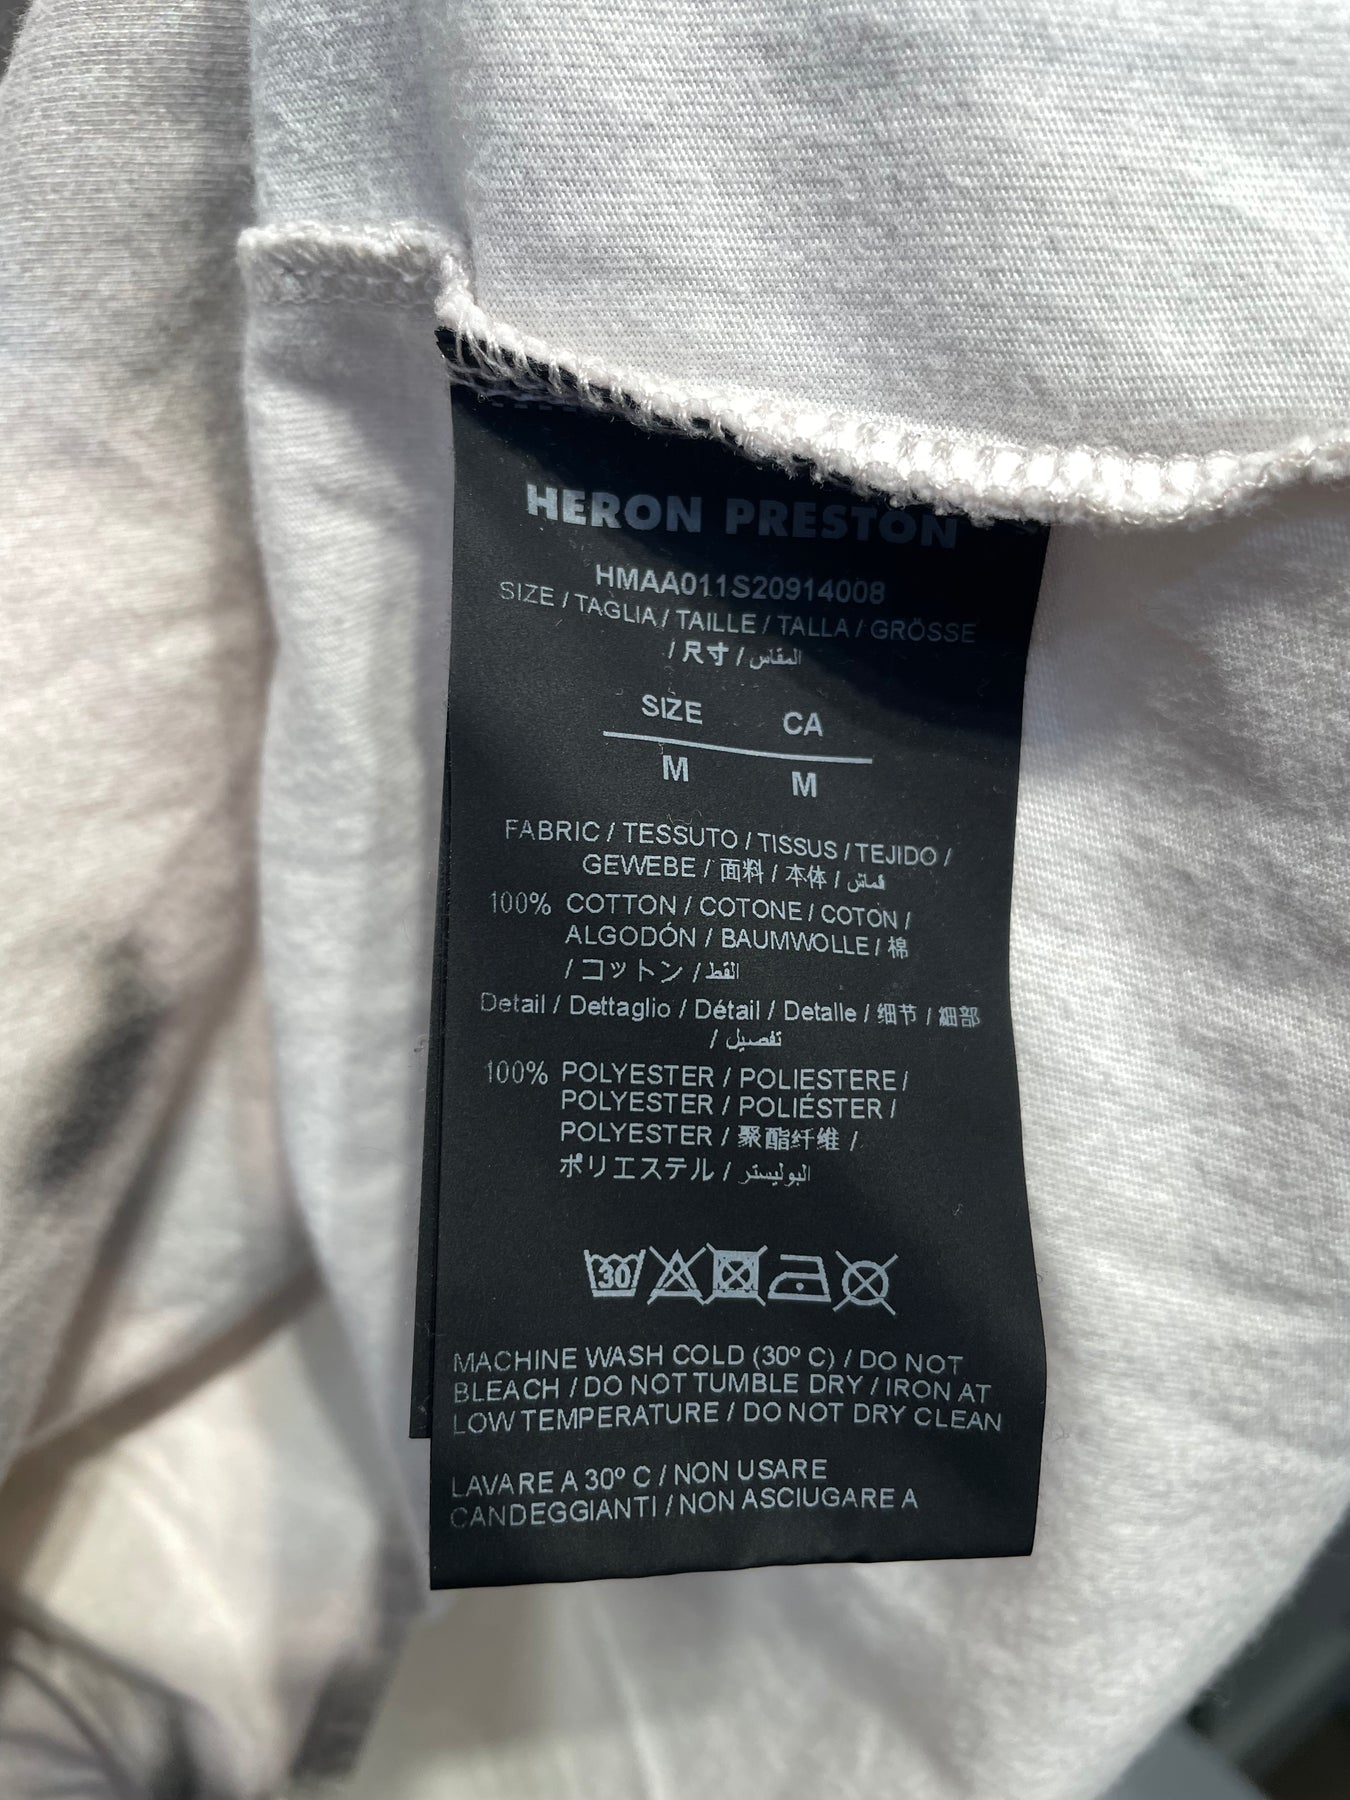 HERON PRESTON
HMAA011S20914008
SIZE / TAGLIA / TAILLE / TALLA / GRÖSSE
/ 尺寸 / المقاس
SIZE CA
M M
FABRIC / TESSUTO / TISSUS / TEJIDO /
GEWEBE / 面料 / 本体 / قماش
100% COTTON / COTONE / COTON /
ALGODÓN / BAUMWOLLE / 棉
/ コットン / القط
Detail / Dettaglio / Détail / Detalle / 细节 / 細部
/ تفصيل
100% POLYESTER / POLIESTERE /
POLYESTER / POLIÉSTER /
POLYESTER / 聚酯纤维 /
ポリエステル / البوليستر
30
MACHINE WASH COLD (30º C) / DO NOT
BLEACH / DO NOT TUMBLE DRY / IRON AT
LOW TEMPERATURE / DO NOT DRY CLEAN
LAVARE A 30º C / NON USARE
CANDEGGIANTI / NON ASCIUGARE A